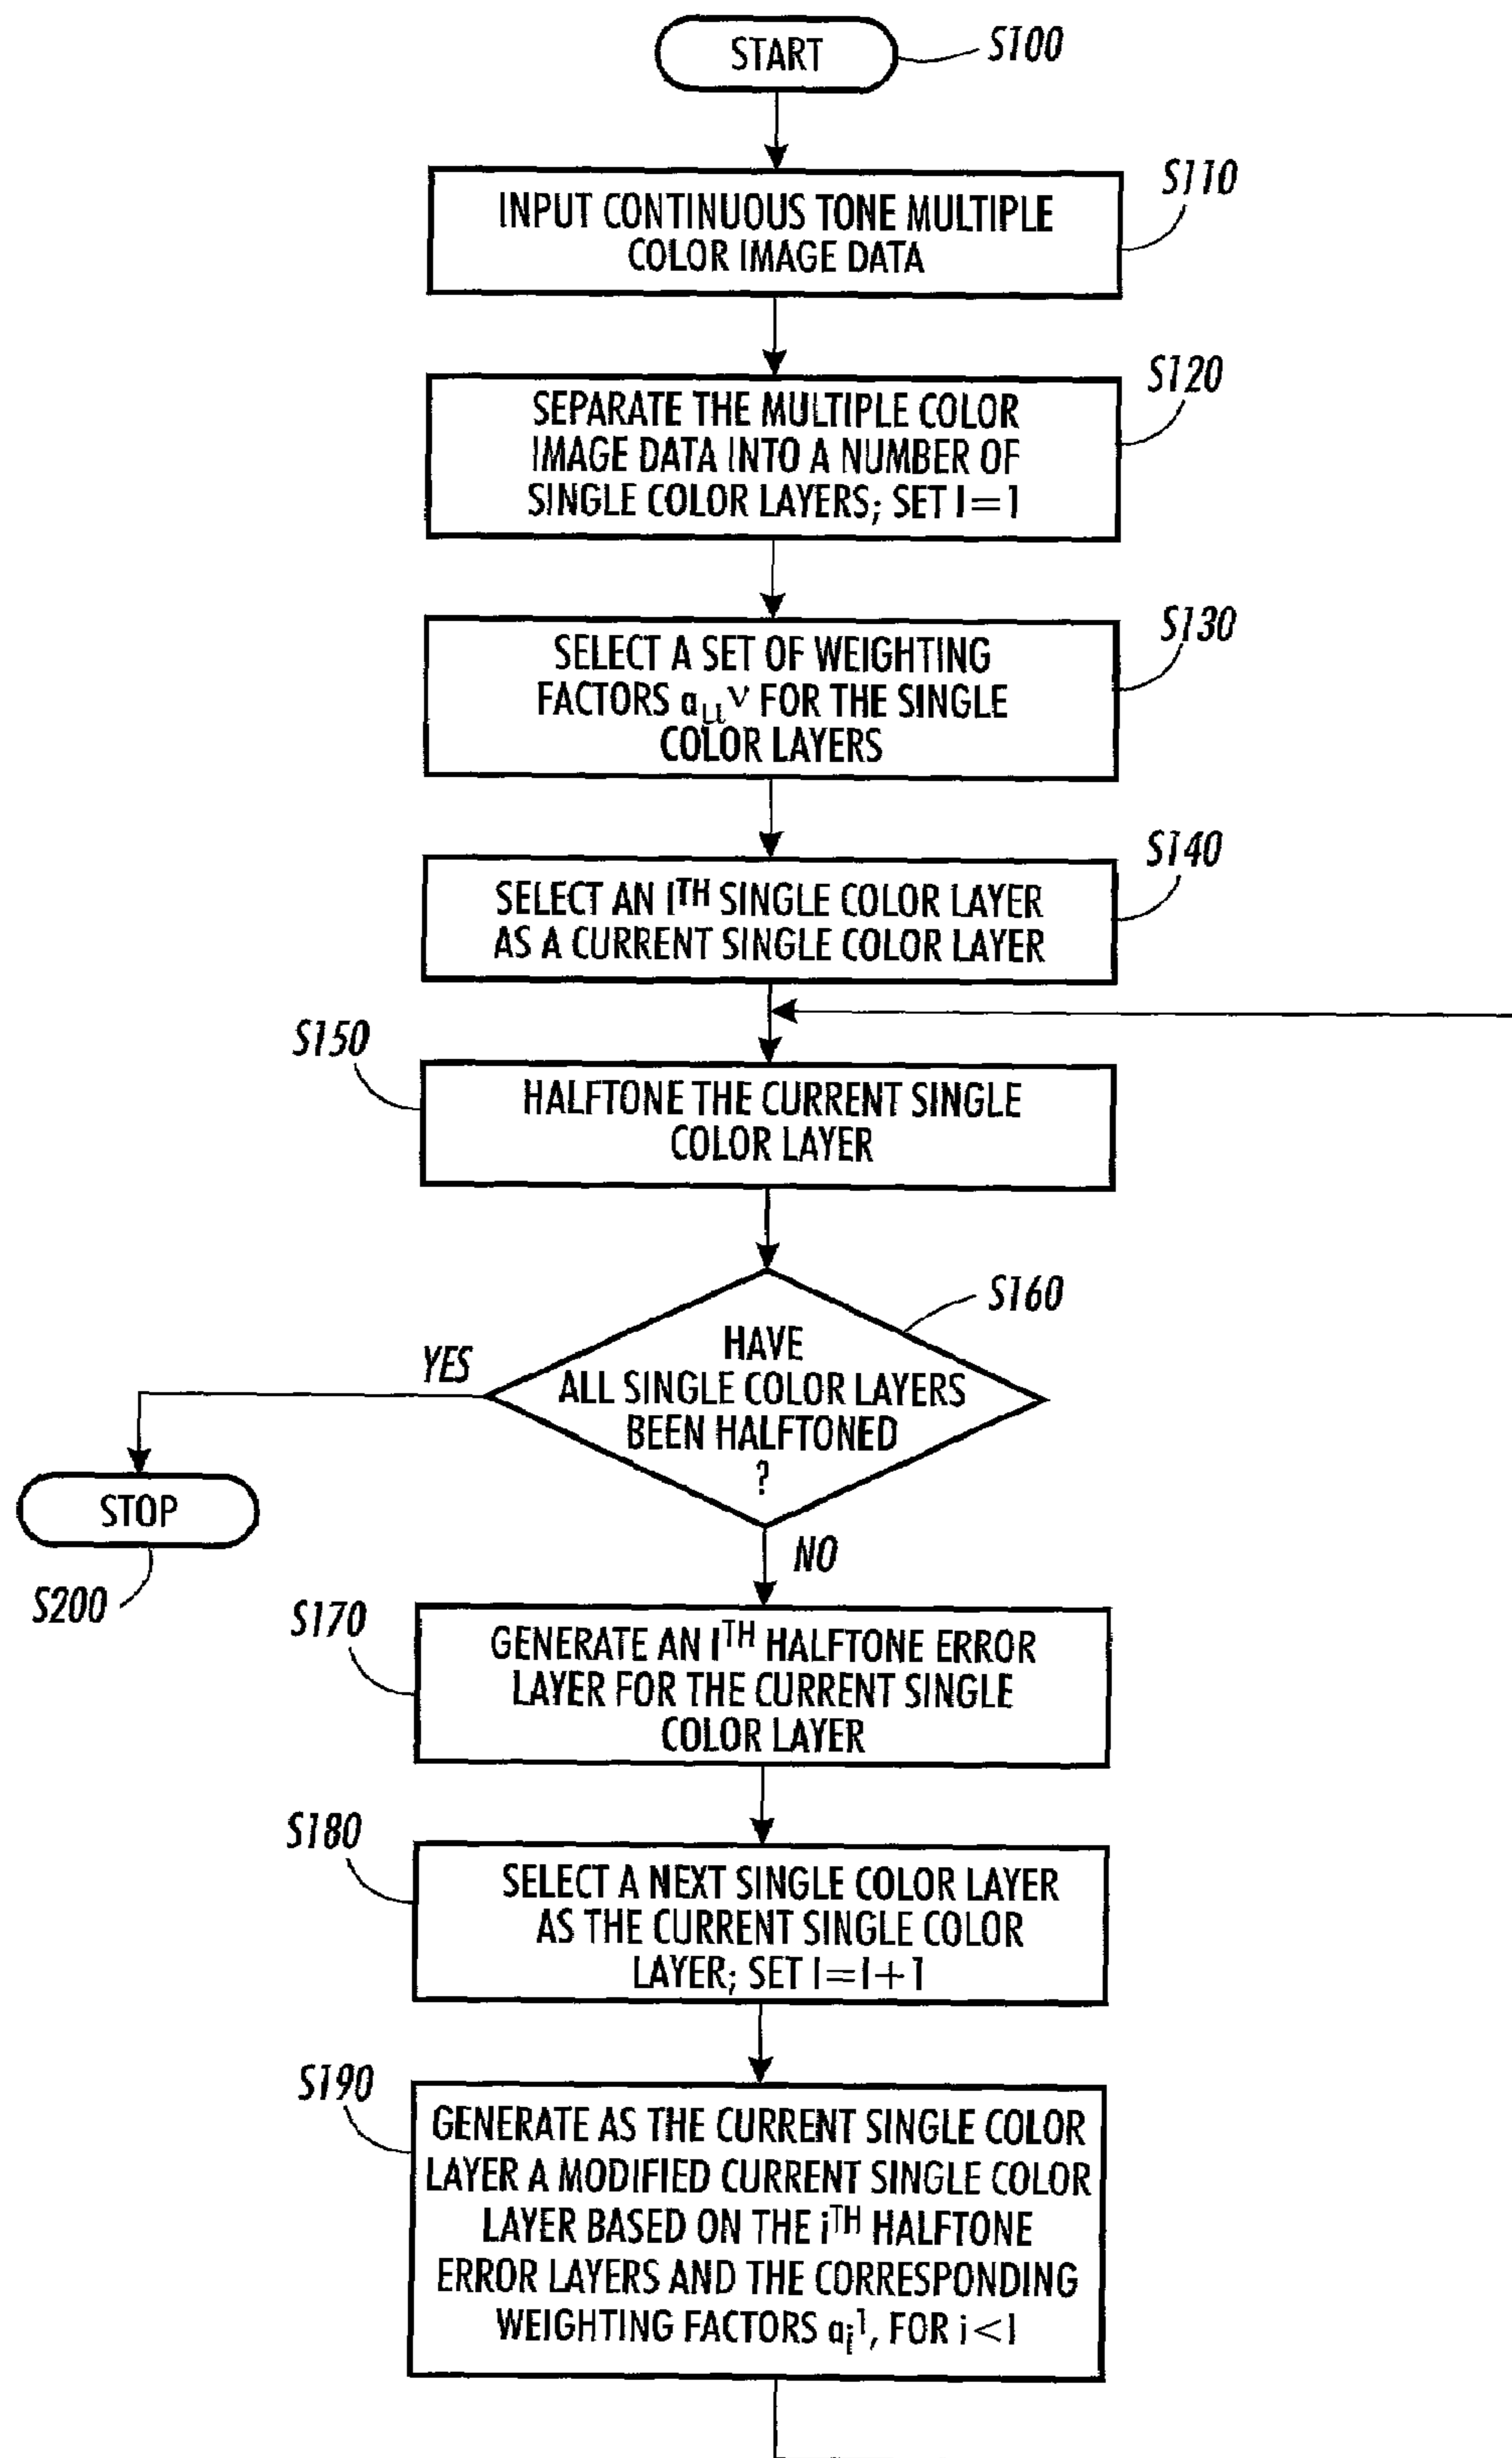 START
S100
INPUT CONTINUOUS TONE MULTIPLE
COLOR IMAGE DATA
S110
SEPARATE THE MULTIPLE COLOR
IMAGE DATA INTO A NUMBER OF
SINGLE COLOR LAYERS; SET I=1
S120
SELECT A SET OF WEIGHTING
FACTORS aμν FOR THE SINGLE
COLOR LAYERS
S130
SELECT AN ITH SINGLE COLOR LAYER
AS A CURRENT SINGLE COLOR LAYER
S140
S150
HALFTONE THE CURRENT SINGLE
COLOR LAYER
S160
HAVE
ALL SINGLE COLOR LAYERS
BEEN HALFTONED
?
YES
STOP
S200
NO
S170
GENERATE AN ITH HALFTONE ERROR
LAYER FOR THE CURRENT SINGLE
COLOR LAYER
S180
SELECT A NEXT SINGLE COLOR LAYER
AS THE CURRENT SINGLE COLOR
LAYER; SET I=I+1
S190
GENERATE AS THE CURRENT SINGLE COLOR
LAYER A MODIFIED CURRENT SINGLE COLOR
LAYER BASED ON THE iTH HALFTONE
ERROR LAYERS AND THE CORRESPONDING
WEIGHTING FACTORS aiI, FOR i<I